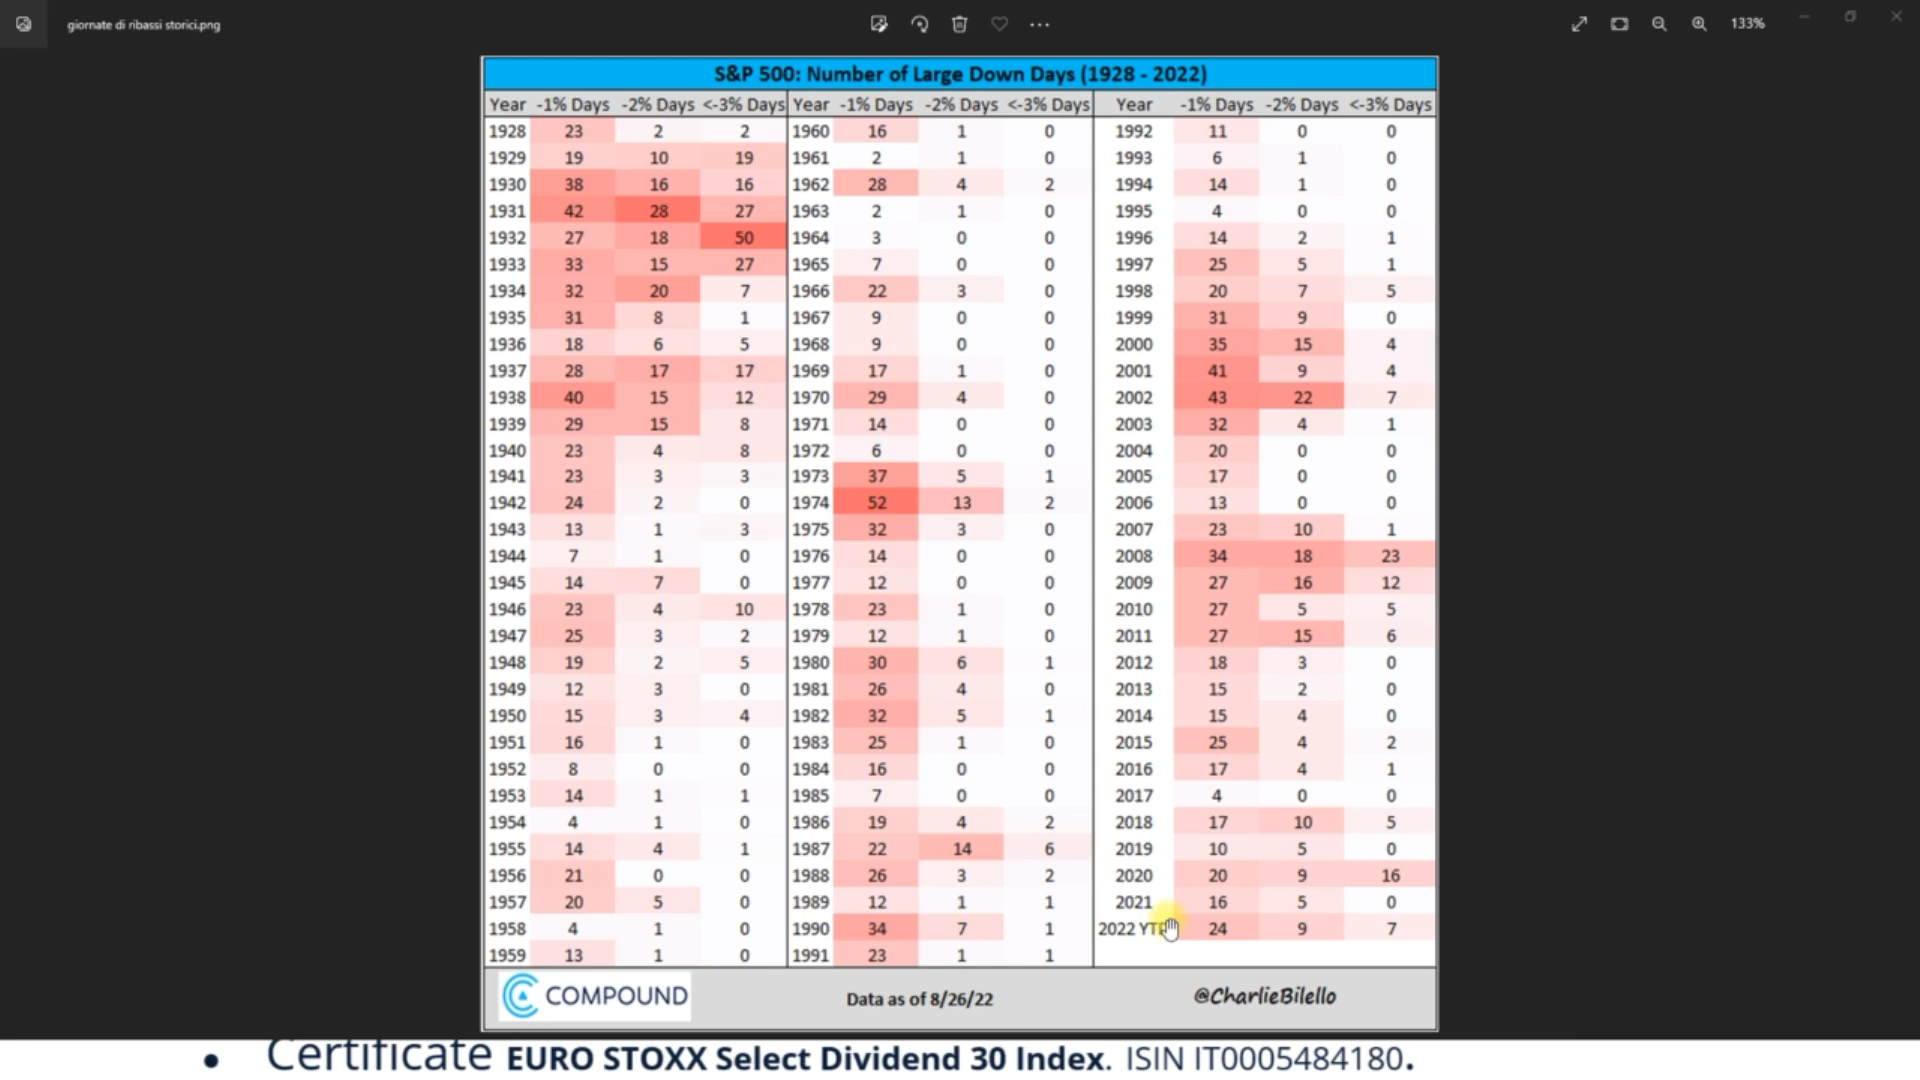 giornate di ribassi storici.png
133%
S&P 500: Number of Large Down Days (1928 - 2022)
Year -1% Days -2% Days <-3% Days Year -1% Days -2% Days <-3% Days Year -1% Days -2% Days <-3% Days
1928 23 2 2 1960 16 1 0 1992 11 0 0
1929 19 10 19 1961 2 1 0 1993 6 1 0
1930 38 16 16 1962 28 4 2 1994 14 1 0
1931 42 28 27 1963 2 1 0 1995 4 0 0
1932 27 18 50 1964 3 0 0 1996 14 2 1
1933 33 15 27 1965 7 0 0 1997 25 5 1
1934 32 20 7 1966 22 3 0 1998 20 7 5
1935 31 8 1 1967 9 0 0 1999 31 9 0
1936 18 6 5 1968 9 0 0 2000 35 15 4
1937 28 17 17 1969 17 1 0 2001 41 9 4
1938 40 15 12 1970 29 4 0 2002 43 22 7
1939 29 15 8 1971 14 0 0 2003 32 4 1
1940 23 4 8 1972 6 0 0 2004 20 0 0
1941 23 3 3 1973 37 5 1 2005 17 0 0
1942 24 2 0 1974 52 13 2 2006 13 0 0
1943 13 1 3 1975 32 3 0 2007 23 10 1
1944 7 1 0 1976 14 0 0 2008 34 18 23
1945 14 7 0 1977 12 0 0 2009 27 16 12
1946 23 4 10 1978 23 1 0 2010 27 5 5
1947 25 3 2 1979 12 1 0 2011 27 15 6
1948 19 2 5 1980 30 6 1 2012 18 3 0
1949 12 3 0 1981 26 4 0 2013 15 2 0
1950 15 3 4 1982 32 5 1 2014 15 4 0
1951 16 1 0 1983 25 1 0 2015 25 4 2
1952 8 0 0 1984 16 0 0 2016 17 4 1
1953 14 1 1 1985 7 0 0 2017 4 0 0
1954 4 1 0 1986 19 4 2 2018 17 10 5
1955 14 4 1 1987 22 14 6 2019 10 5 0
1956 21 0 0 1988 26 3 2 2020 20 9 16
1957 20 5 0 1989 12 1 1 2021 16 5 0
1958 4 1 0 1990 34 7 1 2022 24 9 7
1959 13 1 0 1991 23 1 1
COMPOUND Data as of 8/26/22 @CharlieBilello
• Certificate EURO STOXX Select Dividend 30 Index. ISIN IT0005484180.